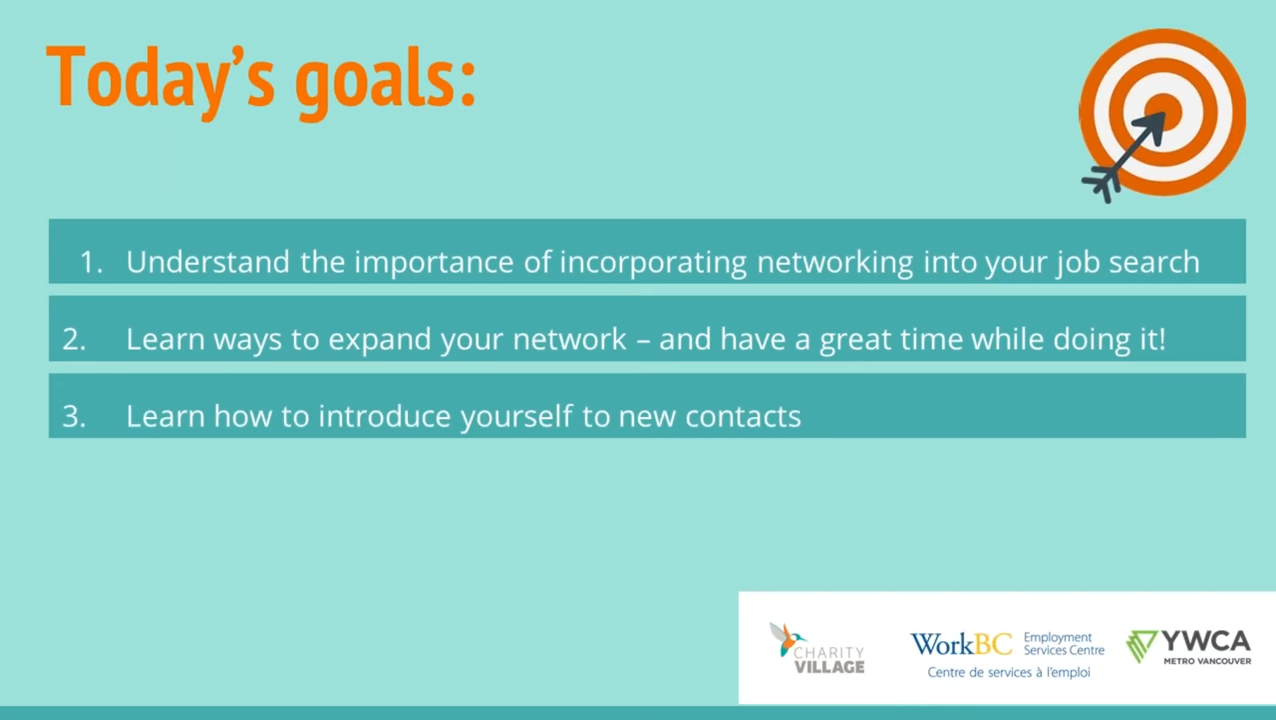 Today’s goals:
1. Understand the importance of incorporating networking into your job search
2. Learn ways to expand your network – and have a great time while doing it!
3. Learn how to introduce yourself to new contacts
CHARITY
VILLAGE
WorkBC Employment
Services Centre
Centre de services à l'emploi
YWCA
METRO VANCOUVER